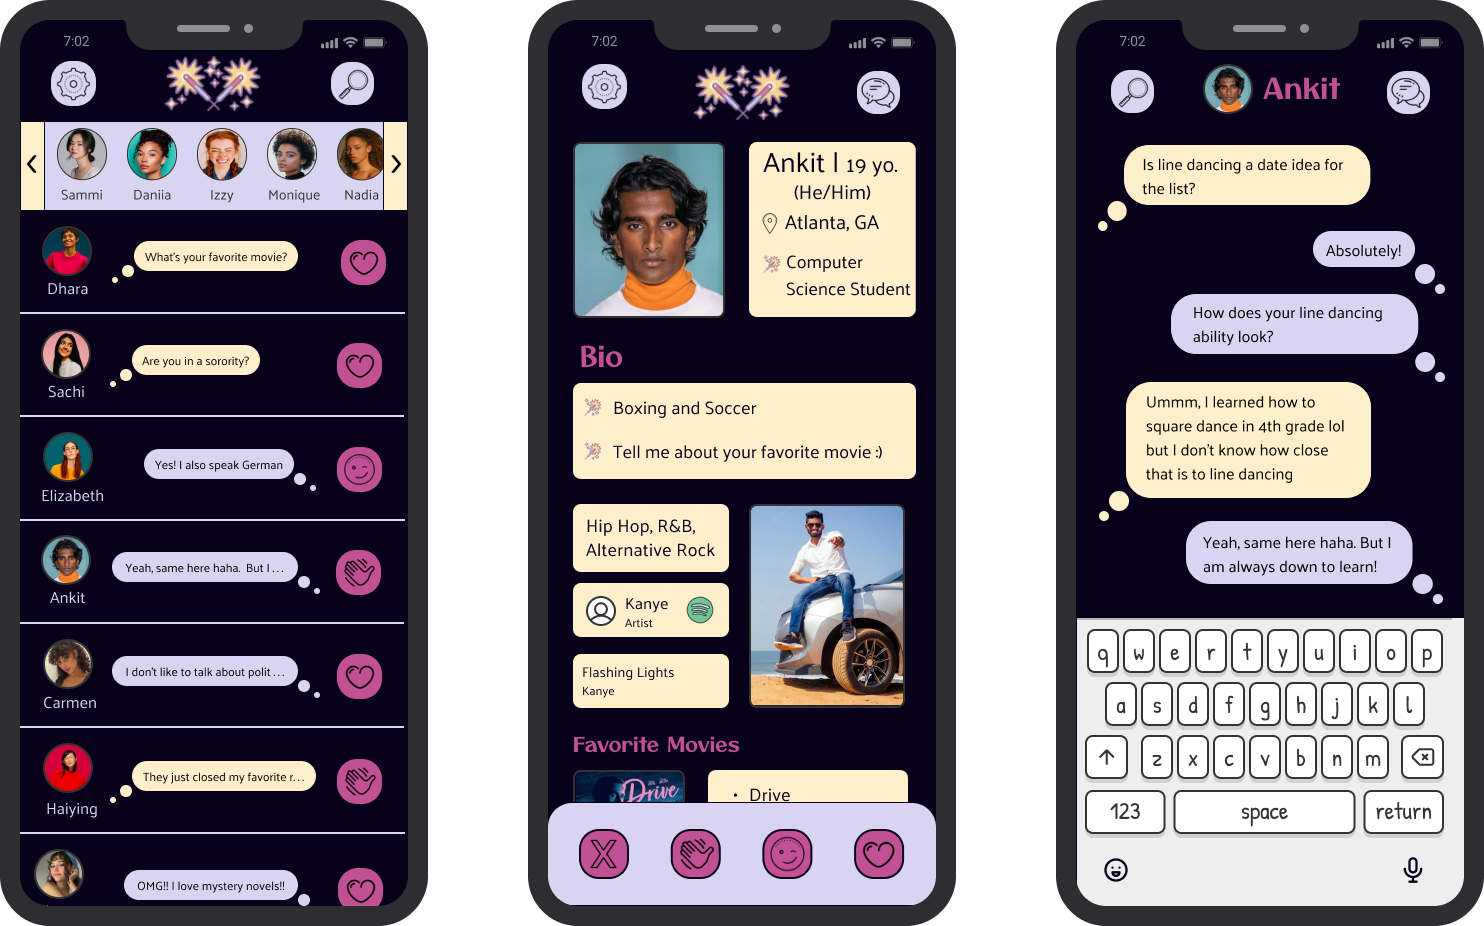 7:02
Sammi
Daniia
Izzy
Monique
Nadia
What's your favorite movie?
Dhara
Are you in a sorority?
Sachi
Yes! I also speak German
Elizabeth
Yeah, same here haha. But I ...
Ankit
I don't like to talk about polit ...
Carmen
They just closed my favorite r...
Haiying
OMG!! I love mystery novels!!
7:02
Ankit | 19 yo.
(He/Him)
Atlanta, GA
Computer
Science Student
Bio
Boxing and Soccer
Tell me about your favorite movie :)
Hip Hop, R&B,
Alternative Rock
Kanye
Artist
Flashing Lights
Kanye
Favorite Movies
Drive
• Drive
X
7:02
Ankit
Is line dancing a date idea for
the list?
Absolutely!
How does your line dancing
ability look?
Ummm, I learned how to
square dance in 4th grade lol
but I don't know how close
that is to line dancing
Yeah, same here haha. But I
am always down to learn!
q w e r t y u i o p
a s d f g h j k l
z x c v b n m
123 space return